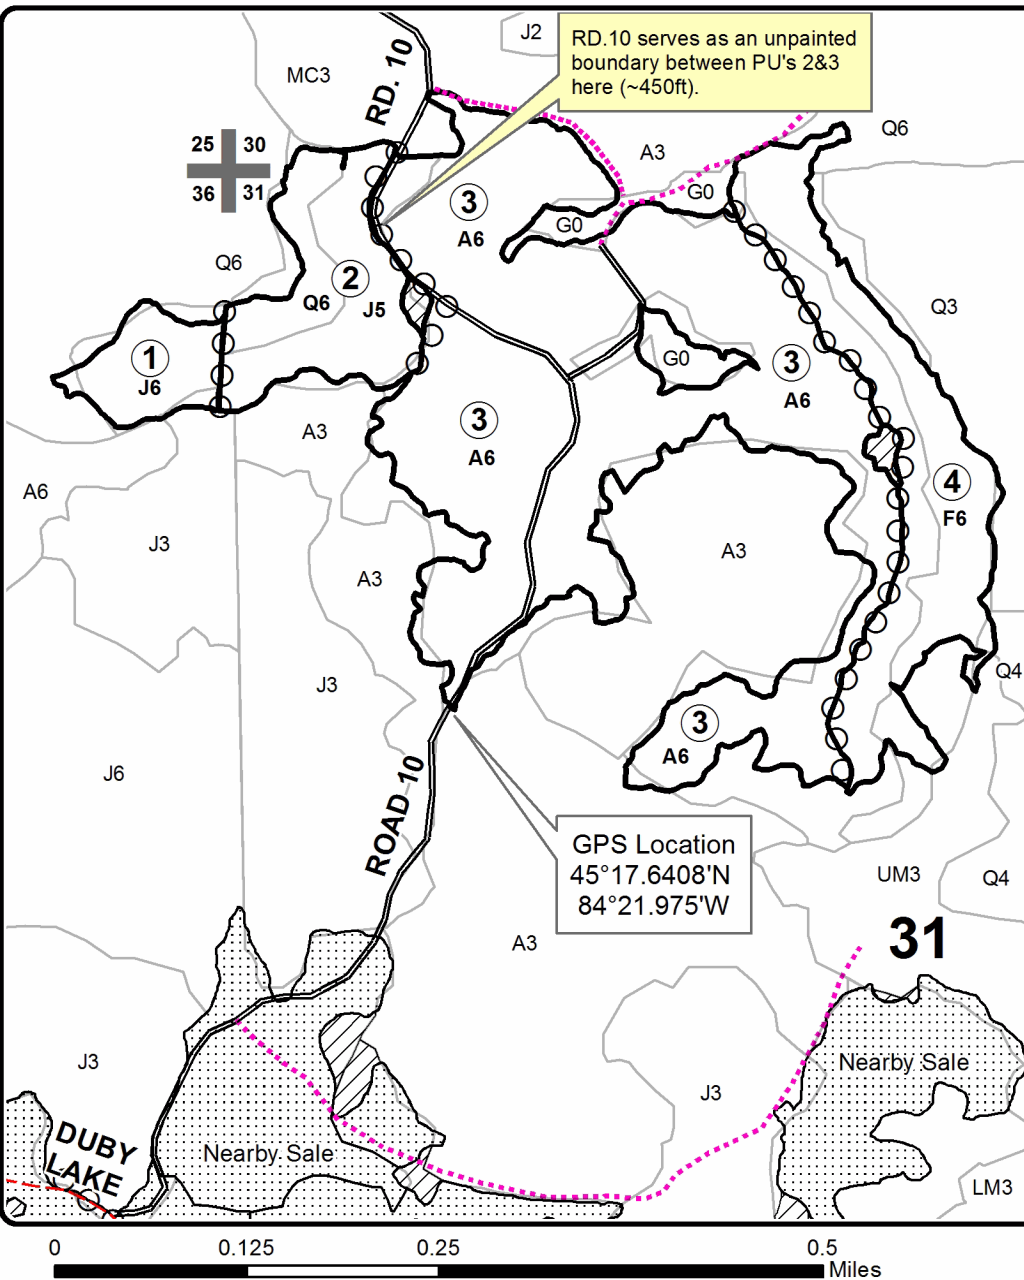 J2
RD.10 serves as an unpainted
boundary between PU's 2&3
here (~450ft).
MC3
RD. 10
Q6
25 30
36 31
A3
G0
3
A6
G0
Q6
2
Q6
J5
Q3
1
J6
G0
3
A6
3
A6
A3
A6
4
F6
J3
A3
A3
J3
Q4
3
A6
J6
ROAD 10
GPS Location
45°17.6408'N
84°21.975'W
UM3
Q4
31
A3
J3
Nearby Sale
J3
DUBY
LAKE
Nearby Sale
LM3
0 0.125 0.25 0.5
Miles